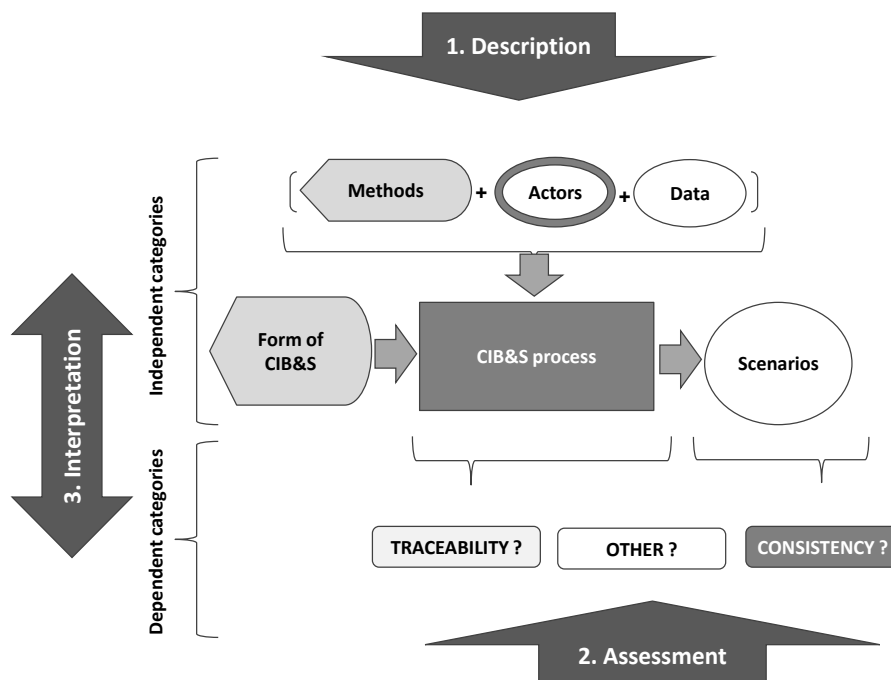 1. Description
Methods
+
Actors
+
Data
Independent categories
Form of
CIB&S
CIB&S process
Scenarios
3. Interpretation
Dependent categories
TRACEABILITY ?
OTHER ?
CONSISTENCY ?
2. Assessment